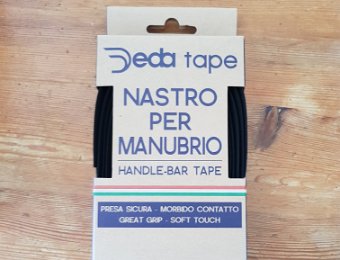 Deda tape
NASTRO
PER
MANUBRIO
HANDLE-BAR TAPE
PRESA SICURA - MORBIDO CONTATTO
GREAT GRIP - SOFT TOUCH